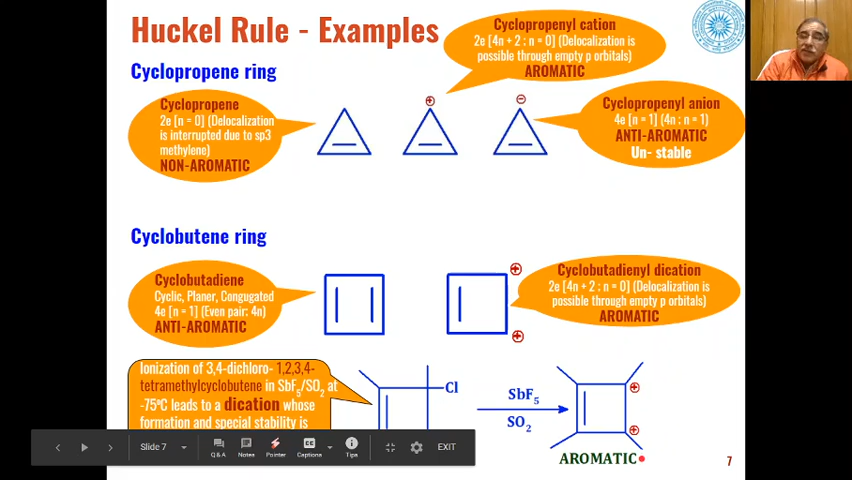 Huckel Rule - Examples
Cyclopropenyl cation
2e [4n + 2 ; n = 0] (Delocalization is
possible through empty p orbitals)
AROMATIC
Cyclopropene ring
Cyclopropene
2e [n = 0] (Delocalization
is interrupted due to sp3
methylene)
NON-AROMATIC
+
−
Cyclopropenyl anion
4e [n = 1] (4n ; n = 1)
ANTI-AROMATIC
Un- stable
Cyclobutene ring
Cyclobutadiene
Cyclic, Planer, Congugated
4e [n = 1] (Even pair: 4n)
ANTI-AROMATIC
+
+
Cyclobutadienyl dication
2e [4n + 2 ; n = 0] (Delocalization is
possible through empty p orbitals)
AROMATIC
Ionization of 3,4-dichloro- 1,2,3,4-
tetramethylcyclobutene in SbF5/SO2 at
-75ºC leads to a dication whose
formation and special stability is
Cl
SbF5
SO2
+
+
AROMATIC
Slide 7
Q & A
Notes
Pointer
CC
Captions
Tips
EXIT
7